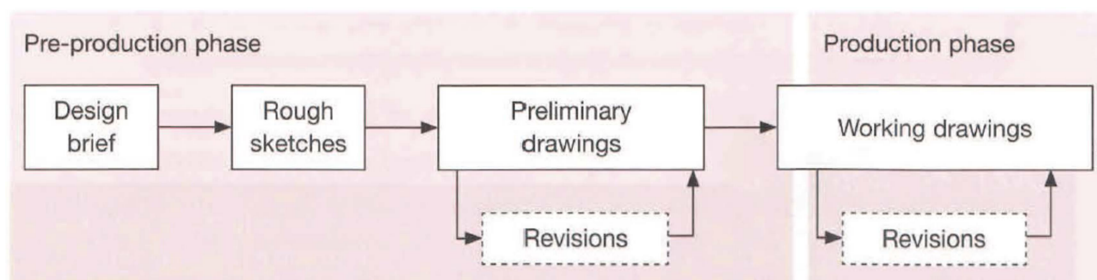 Pre-production phase
Production phase
Design
brief
Rough
sketches
Preliminary
drawings
Working drawings
Revisions
Revisions